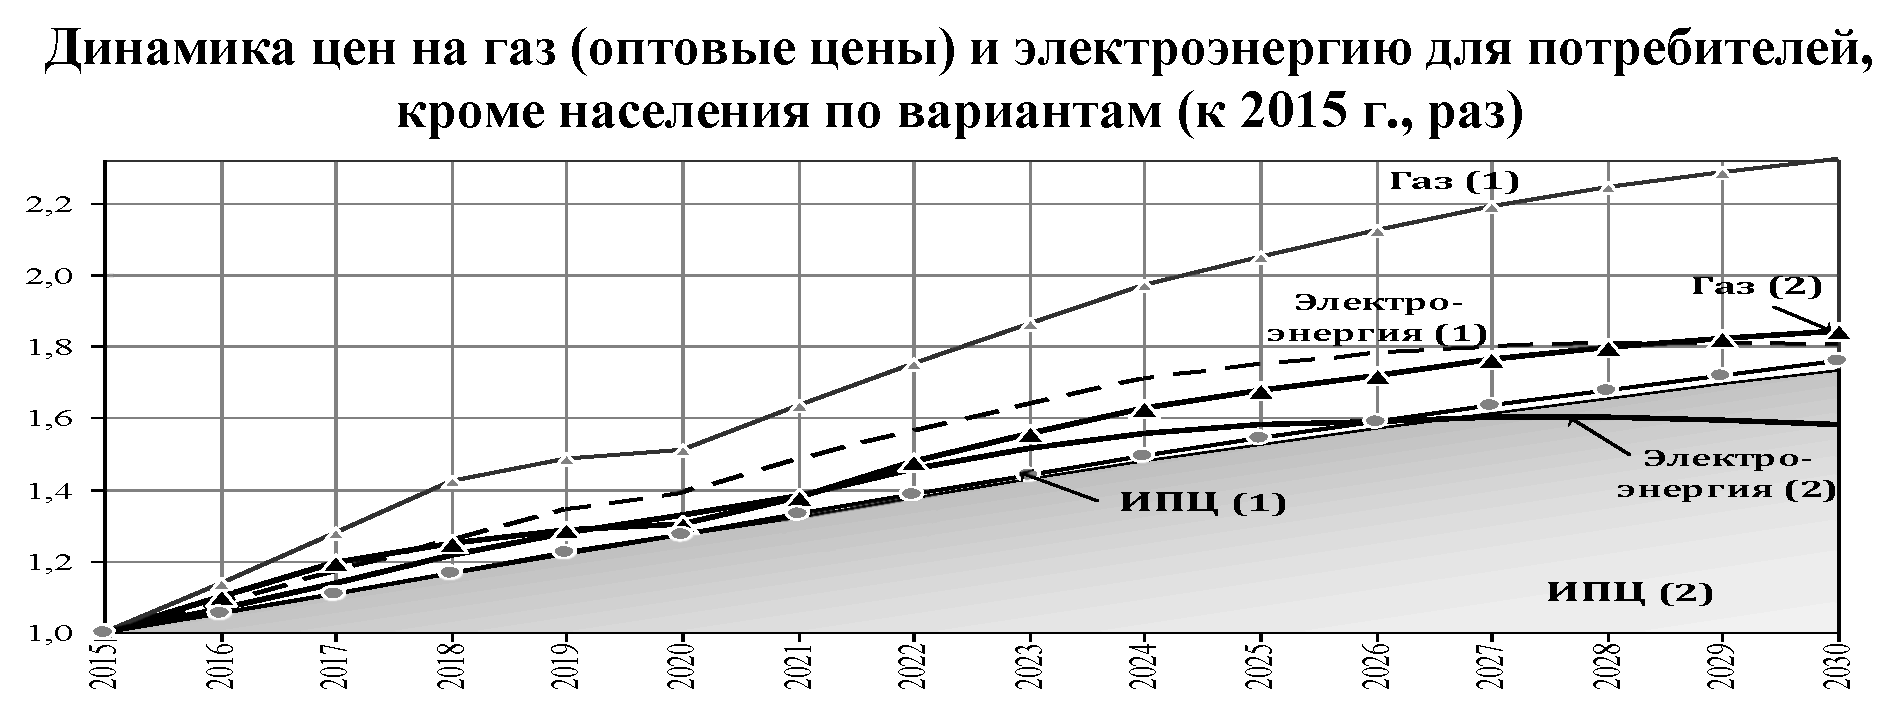 Динамика цен на газ (оптовые цены) и электроэнергию для потребителей,
кроме населения по вариантам (к 2015 г., раз)
Газ (1)
2,2
2,0
Газ (2)
Электро-
энергия (1)
1,8
1,6
Электро-
энергия (2)
1,4
ИПЦ (1)
1,2
ИПЦ (2)
1,0
2015 2016 2017 2018 2019 2020 2021 2022 2023 2024 2025 2026 2027 2028 2029 2030